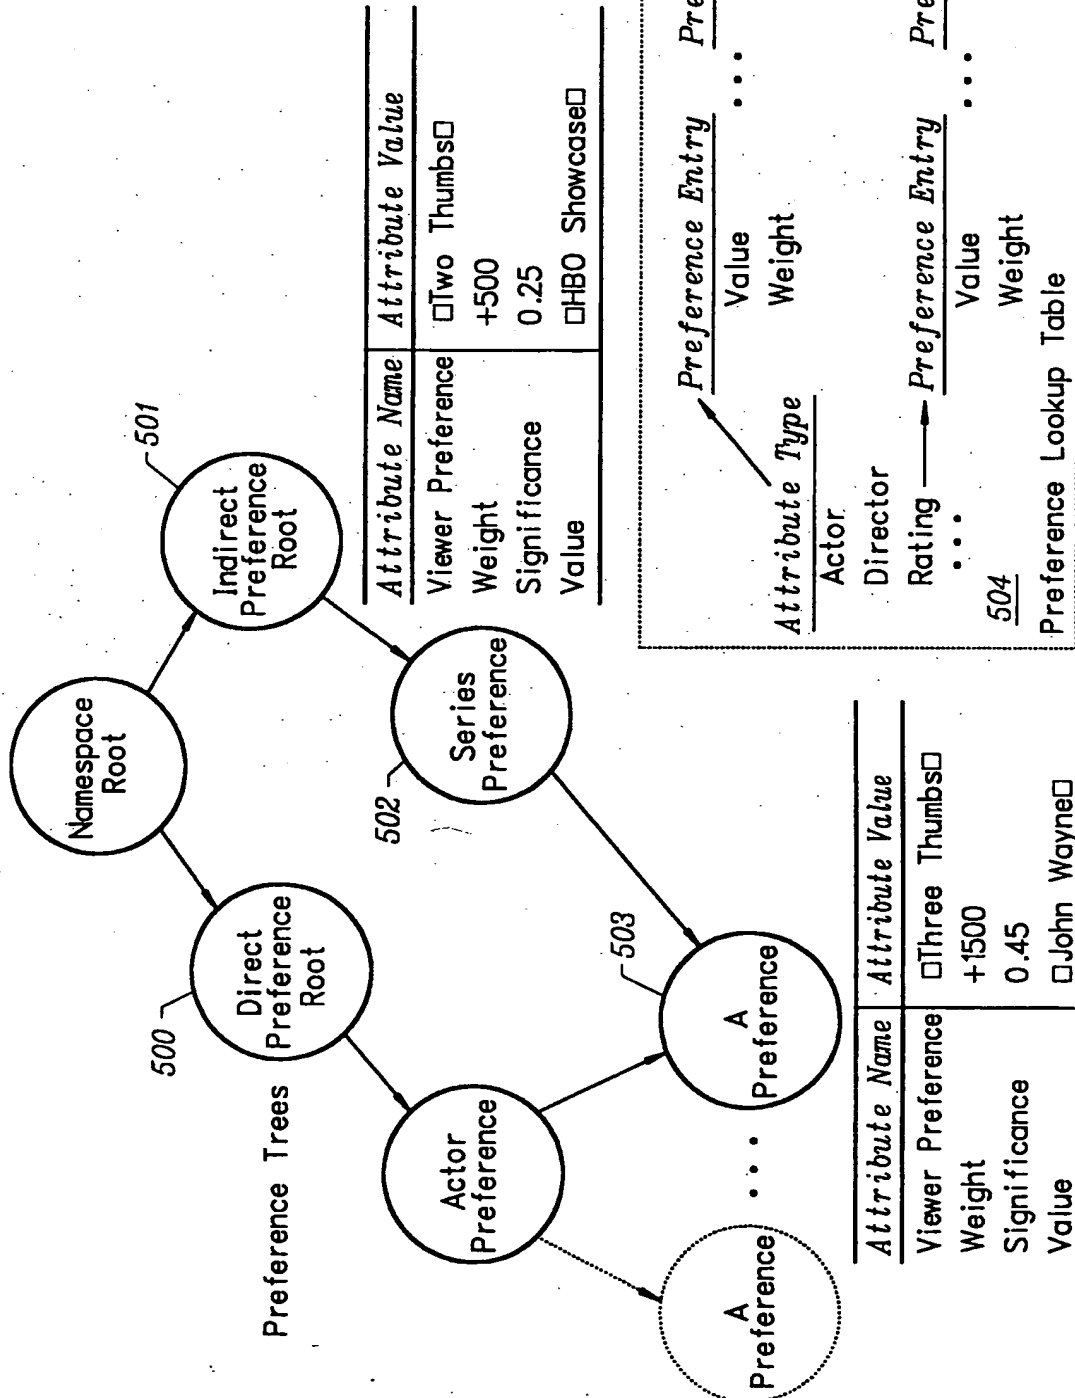 Preference Trees
Namespace
Root
500
Direct
Preference
Root
501
Indirect
Preference
Root
Actor
Preference
502
Series
Preference
A
Preference
• • •
503
A
Preference
Attribute Name Attribute Value
Viewer Preference □Two Thumbs□
Weight +500
Significance 0.25
Value □HBO Showcase□
Attribute Name Attribute Value
Viewer Preference □Three Thumbs□
Weight +1500
Significance 0.45
Value □John Wayne□
Preference Entry
Value
Weight
• • •
Attribute Type
Actor
Director
Rating
• • •
Preference Entry
Value
Weight
• • •
504
Preference Lookup Table